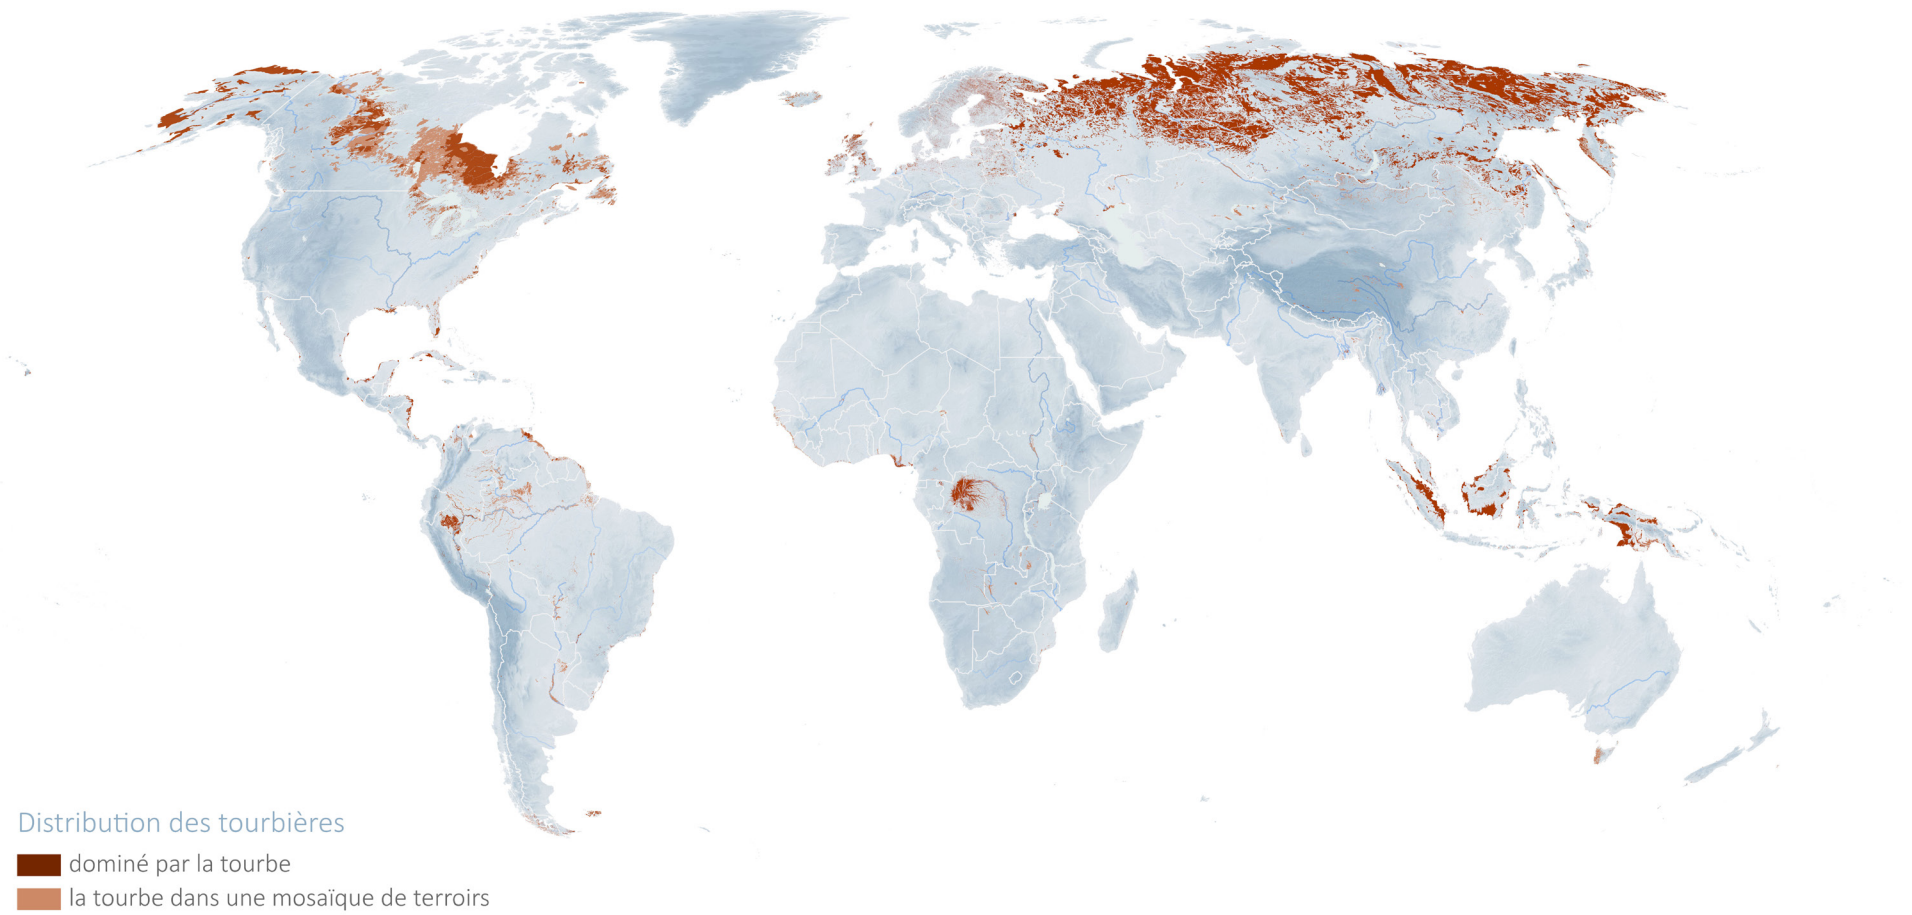 Distribution des tourbières
dominé par la tourbe
la tourbe dans une mosaïque de terroirs